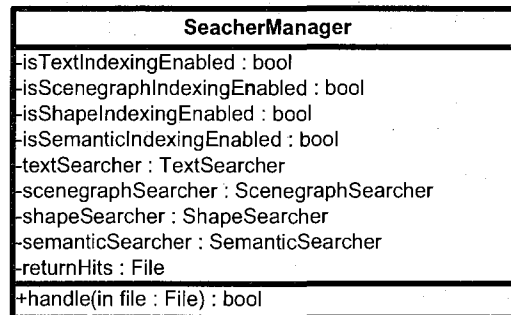 SeacherManager
-isTextIndexingEnabled : bool
-isScenegraphIndexingEnabled : bool
-isShapeIndexingEnabled : bool
-isSemanticIndexingEnabled : bool
-textSearcher : TextSearcher
-scenegraphSearcher : ScenegraphSearcher
-shapeSearcher : ShapeSearcher
-semanticSearcher : SemanticSearcher
-returnHits : File
+handle(in file : File) : bool